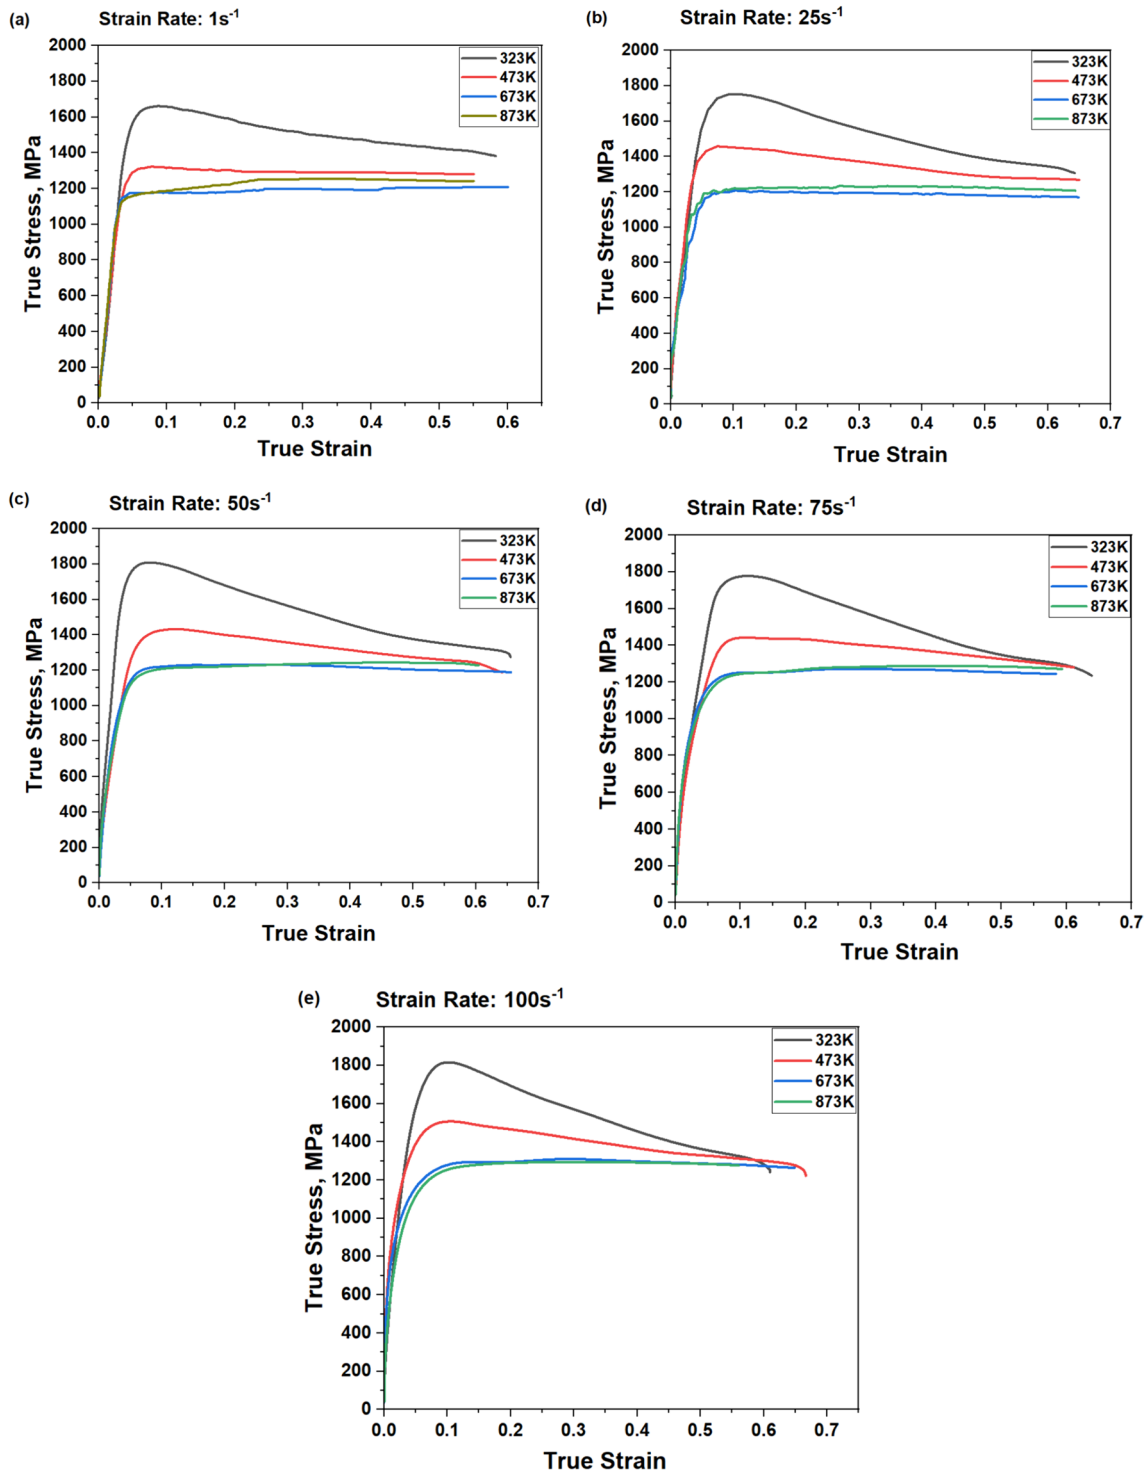 (a) Strain Rate: 1s⁻¹
True Stress, MPa
2000
1800
1600
1400
1200
1000
800
600
400
200
0
323K
473K
673K
873K
0.0 0.1 0.2 0.3 0.4 0.5 0.6
True Strain
(b) Strain Rate: 25s⁻¹
True Stress, MPa
2000
1800
1600
1400
1200
1000
800
600
400
200
0
323K
473K
673K
873K
0.0 0.1 0.2 0.3 0.4 0.5 0.6 0.7
True Strain
(c) Strain Rate: 50s⁻¹
True Stress, MPa
2000
1800
1600
1400
1200
1000
800
600
400
200
0
323K
473K
673K
873K
0.0 0.1 0.2 0.3 0.4 0.5 0.6 0.7
True Strain
(d) Strain Rate: 75s⁻¹
True Stress, MPa
2000
1800
1600
1400
1200
1000
800
600
400
200
0
323K
473K
673K
873K
0.0 0.1 0.2 0.3 0.4 0.5 0.6 0.7
True Strain
(e) Strain Rate: 100s⁻¹
True Stress, MPa
2000
1800
1600
1400
1200
1000
800
600
400
200
0
323K
473K
673K
873K
0.0 0.1 0.2 0.3 0.4 0.5 0.6 0.7
True Strain